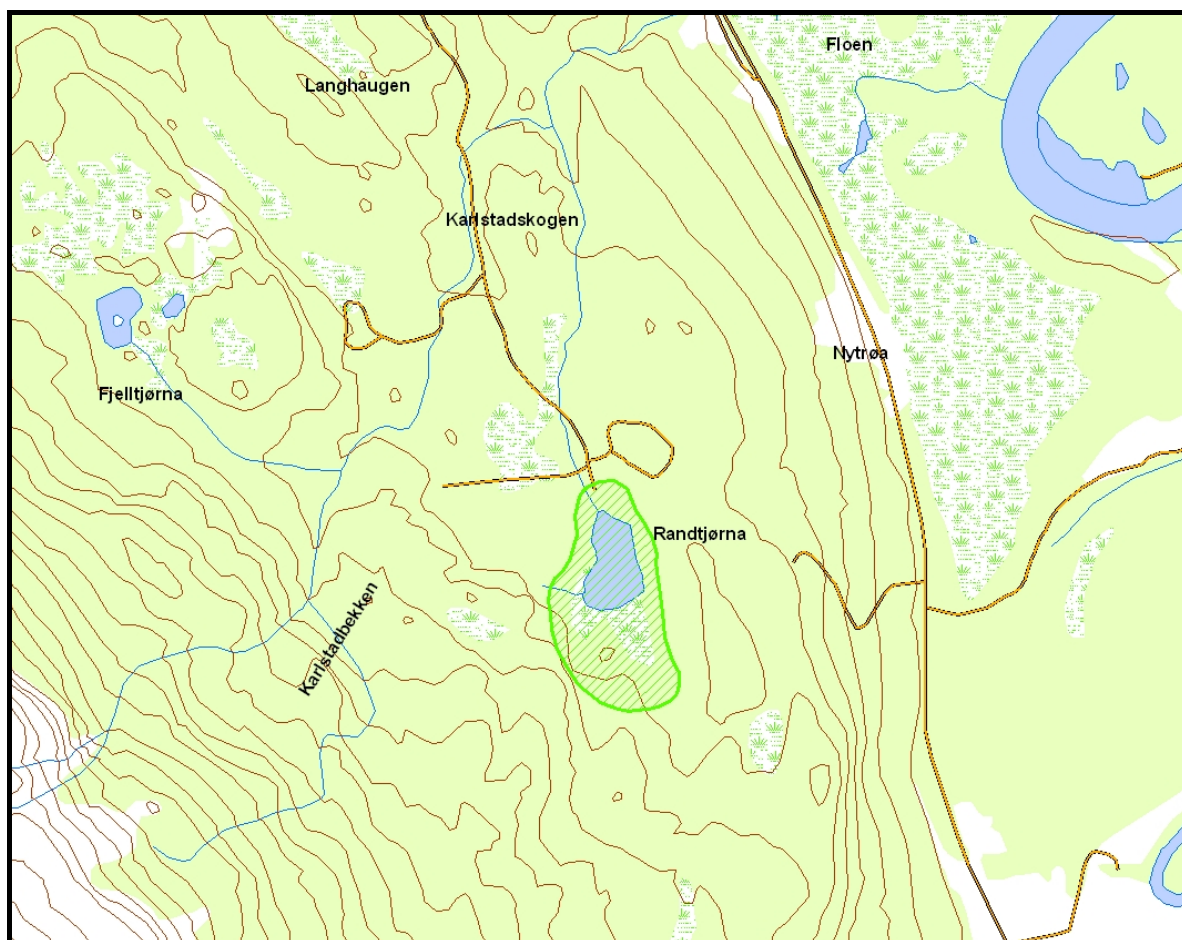 Floen
Langhaugen
Karlstadskogen
Nytrøa
Fjelltjørna
Randtjørna
Karlstadbekken